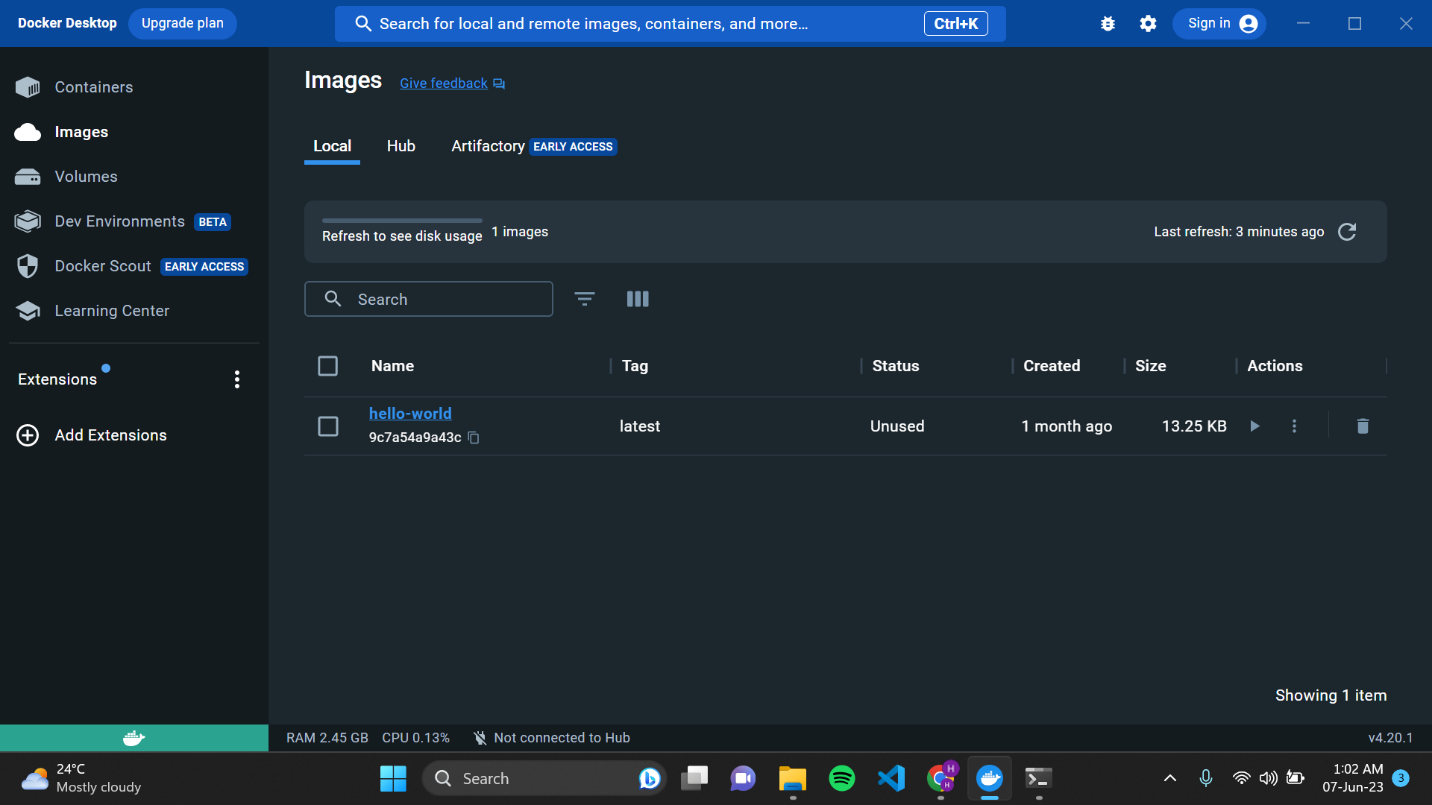 Docker Desktop Upgrade plan Search for local and remote images, containers, and more... Ctrl+K Sign in
Containers
Images
Volumes
Dev Environments BETA
Docker Scout EARLY ACCESS
Learning Center
Extensions
Add Extensions
Images Give feedback
Local Hub Artifactory EARLY ACCESS
Refresh to see disk usage 1 images Last refresh: 3 minutes ago
Search
Name Tag Status Created Size Actions
hello-world
9c7a54a9a43c latest Unused 1 month ago 13.25 KB
Showing 1 item
RAM 2.45 GB CPU 0.13% Not connected to Hub v4.20.1
24°C
Mostly cloudy
Search
H
H
1:02 AM
07-Jun-23
3